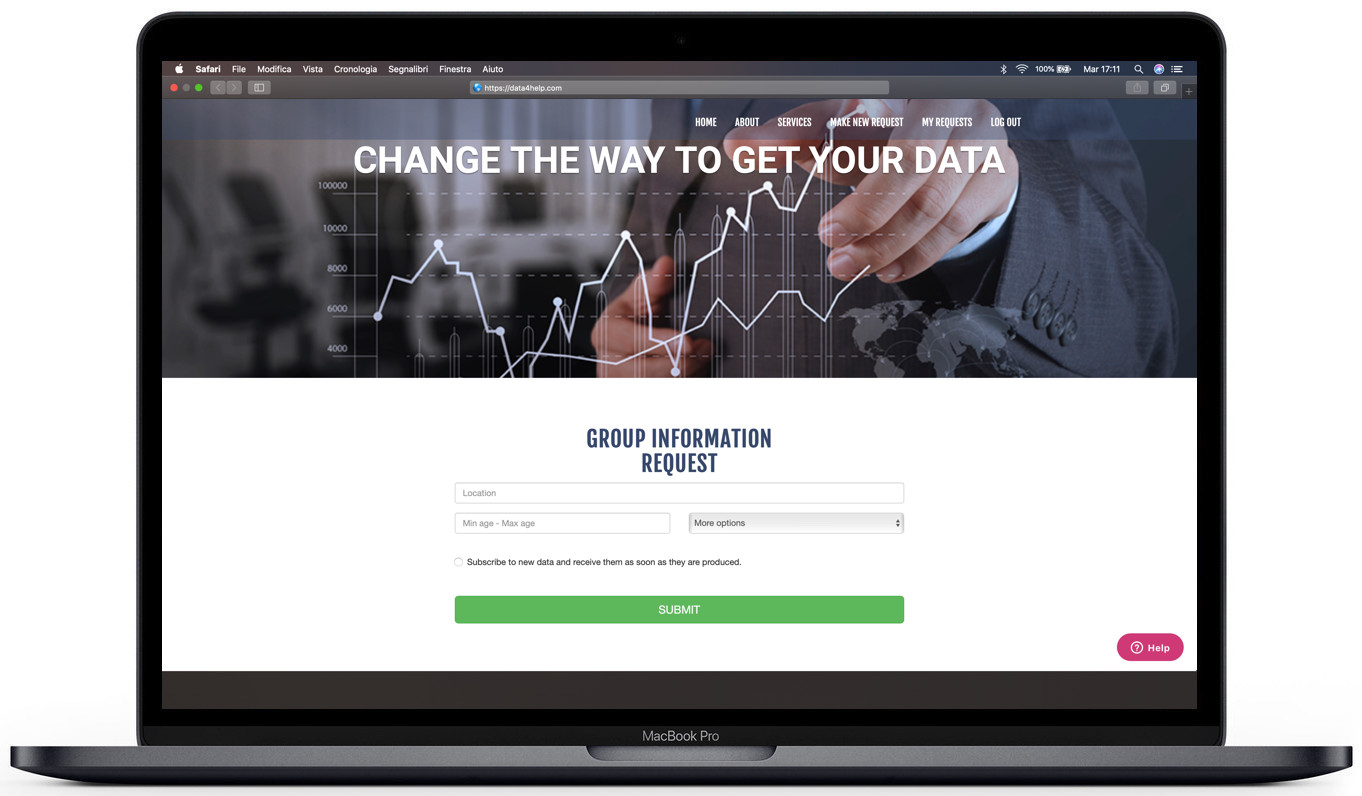 Safari File Modifica Vista Cronologia Segnalibri Finestra Aiuto 100% Mar 17:11
https://data4help.com
HOME ABOUT SERVICES MAKE NEW REQUEST MY REQUESTS LOG OUT
CHANGE THE WAY TO GET YOUR DATA
100000
10000
8000
6000
4000
GROUP INFORMATION
REQUEST
Location
Min age - Max age More options
Subscribe to new data and receive them as soon as they are produced.
SUBMIT
Help
MacBook Pro